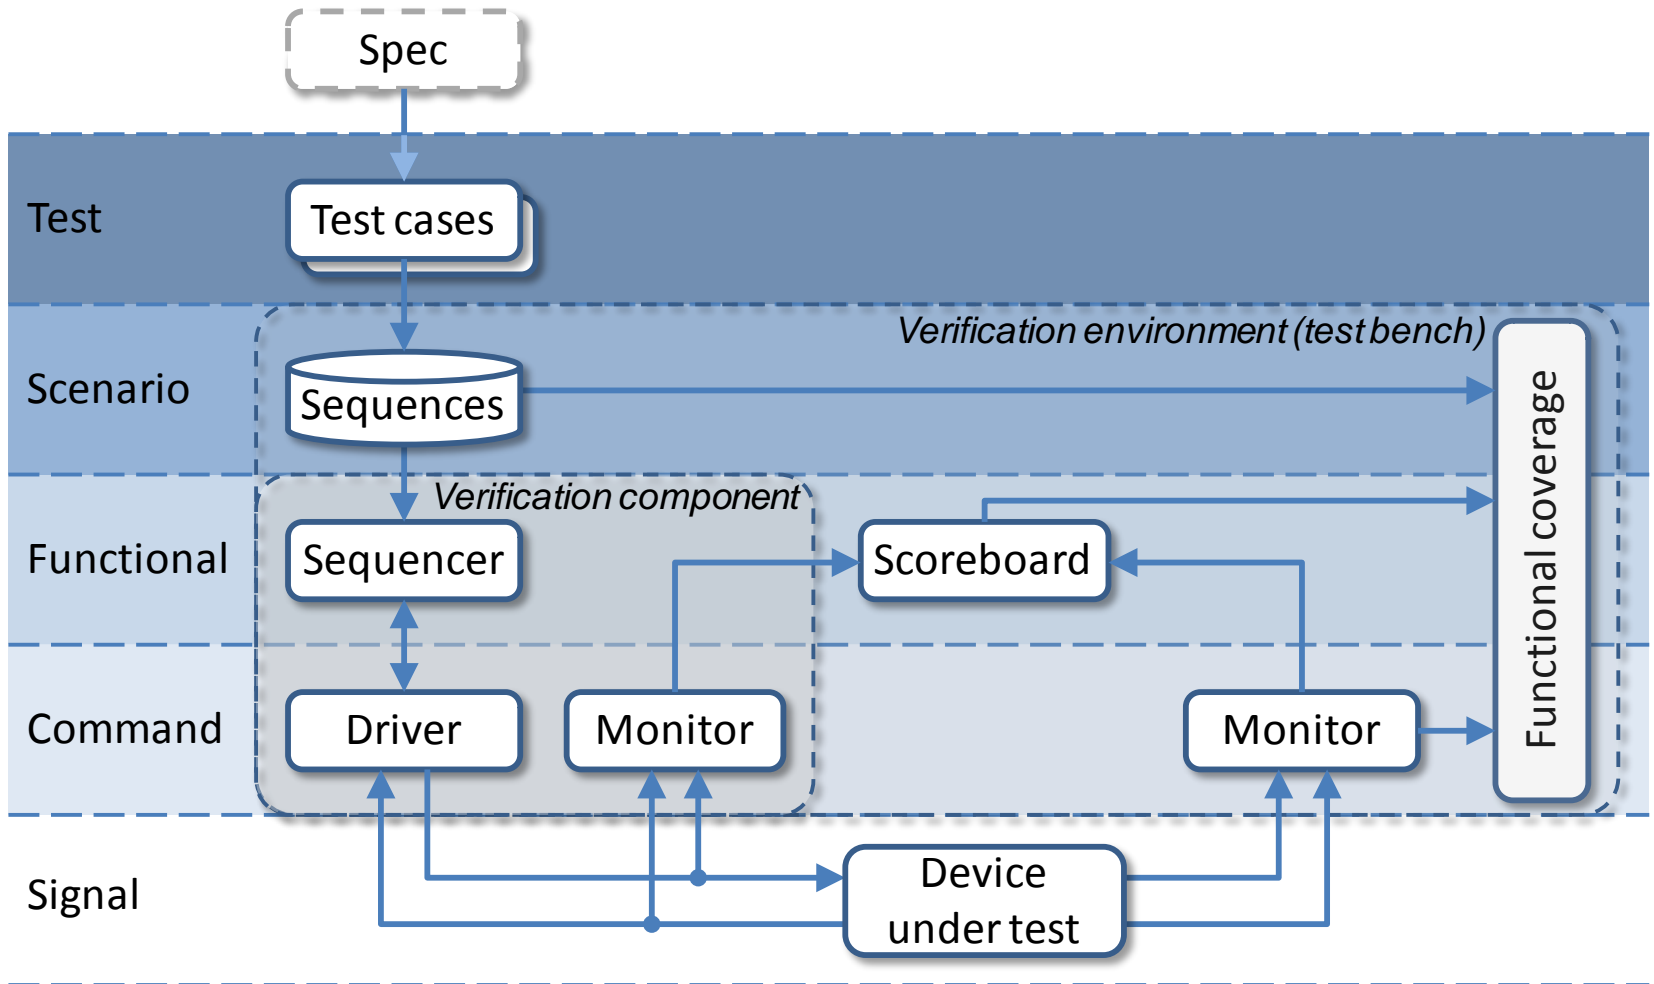 Spec
Test
Test cases
Verification environment (test bench)
Scenario
Sequences
Verification component
Functional
Sequencer
Scoreboard
Functional coverage
Command
Driver
Monitor
Monitor
Signal
Device
under test